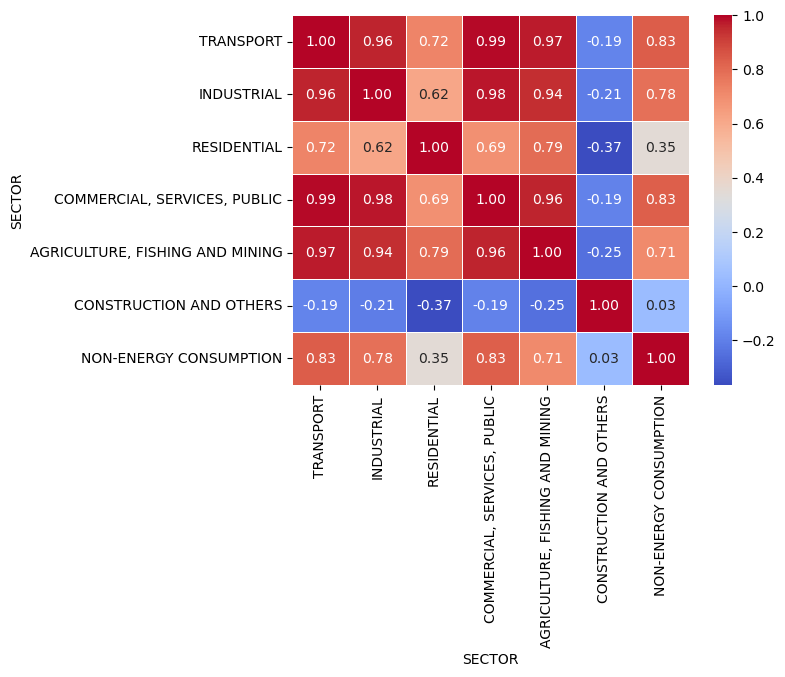 TRANSPORT 1.00 0.96 0.72 0.99 0.97 -0.19 0.83
INDUSTRIAL 0.96 1.00 0.62 0.98 0.94 -0.21 0.78
RESIDENTIAL 0.72 0.62 1.00 0.69 0.79 -0.37 0.35
COMMERCIAL, SERVICES, PUBLIC 0.99 0.98 0.69 1.00 0.96 -0.19 0.83
AGRICULTURE, FISHING AND MINING 0.97 0.94 0.79 0.96 1.00 -0.25 0.71
CONSTRUCTION AND OTHERS -0.19 -0.21 -0.37 -0.19 -0.25 1.00 0.03
NON-ENERGY CONSUMPTION 0.83 0.78 0.35 0.83 0.71 0.03 1.00
SECTOR
TRANSPORT
INDUSTRIAL
RESIDENTIAL
COMMERCIAL, SERVICES, PUBLIC
AGRICULTURE, FISHING AND MINING
CONSTRUCTION AND OTHERS
NON-ENERGY CONSUMPTION
SECTOR
1.0
0.8
0.6
0.4
0.2
0.0
−0.2